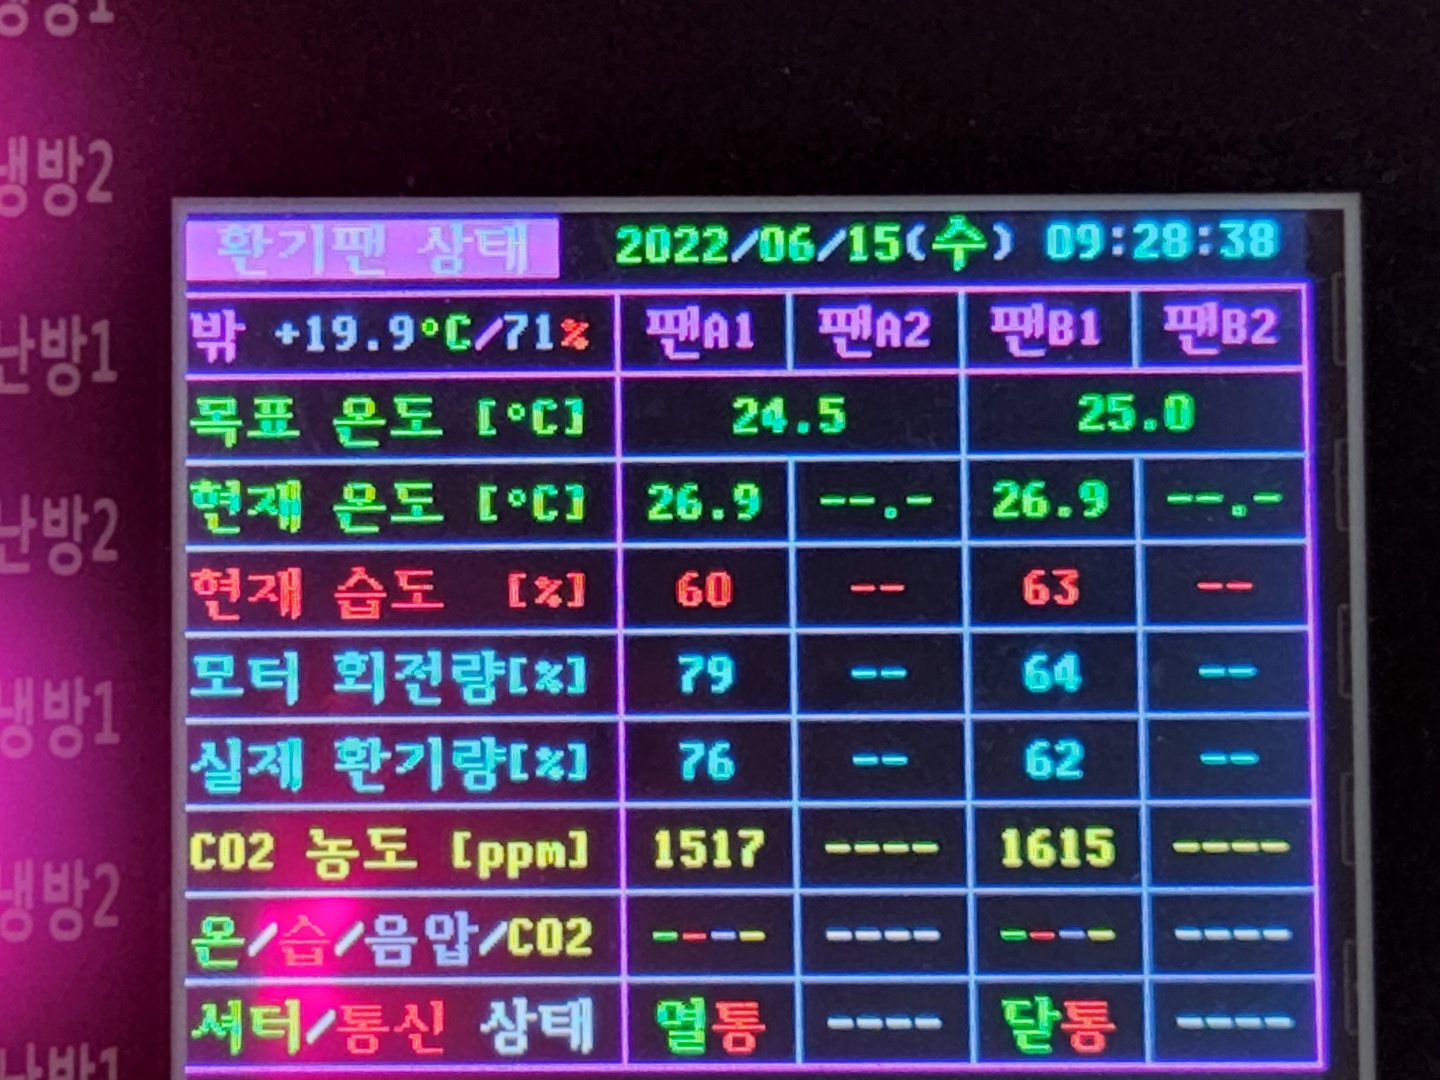 냉방2
난방1
난방2
냉방1
냉방2
난방1
환기팬 상태 2022/06/15(수) 09:28:38
밖 +19.9°C/71% 팬A1 팬A2 팬B1 팬B2
목표 온도 [°C] 24.5 25.0
현재 온도 [°C] 26.9 --.- 26.9 --.-
현재 습도 [%] 60 -- 63 --
모터 회전량[%] 79 -- 64 --
실제 환기량[%] 76 -- 62 --
CO2 농도 [ppm] 1517 ---- 1615 ----
온/습/음압/CO2 ---- ---- ---- ----
셔터/통신 상태 열통 ---- 닫통 ----